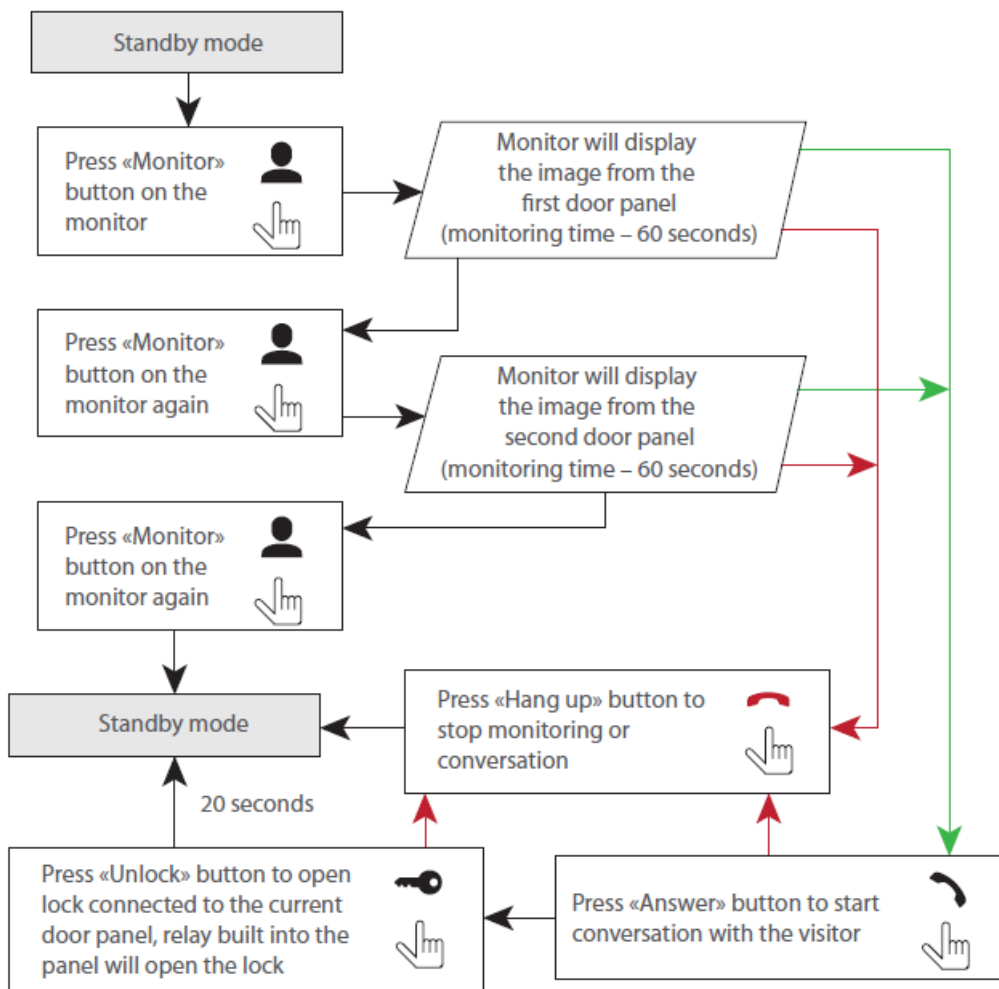 Standby mode
Press «Monitor»
button on the
monitor
Monitor will display
the image from the
first door panel
(monitoring time – 60 seconds)
Press «Monitor»
button on the
monitor again
Monitor will display
the image from the
second door panel
(monitoring time – 60 seconds)
Press «Monitor»
button on the
monitor again
Standby mode
Press «Hang up» button to
stop monitoring or
conversation
20 seconds
Press «Unlock» button to open
lock connected to the current
door panel, relay built into the
panel will open the lock
Press «Answer» button to start
conversation with the visitor